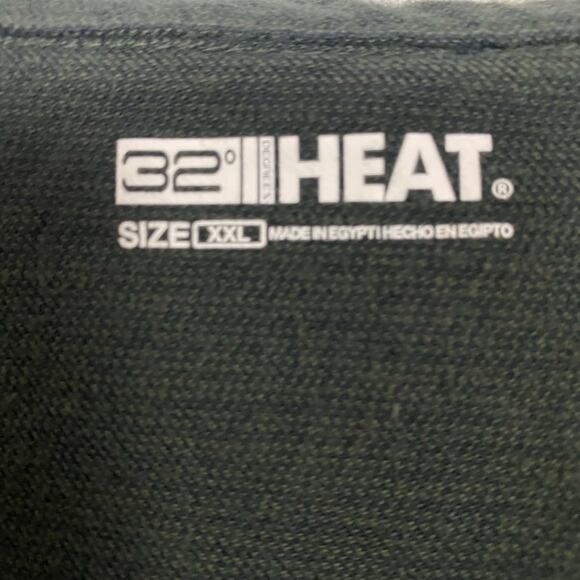 32° DEGREES HEAT®
SIZE XXL MADE IN EGYPT | HECHO EN EGIPTO